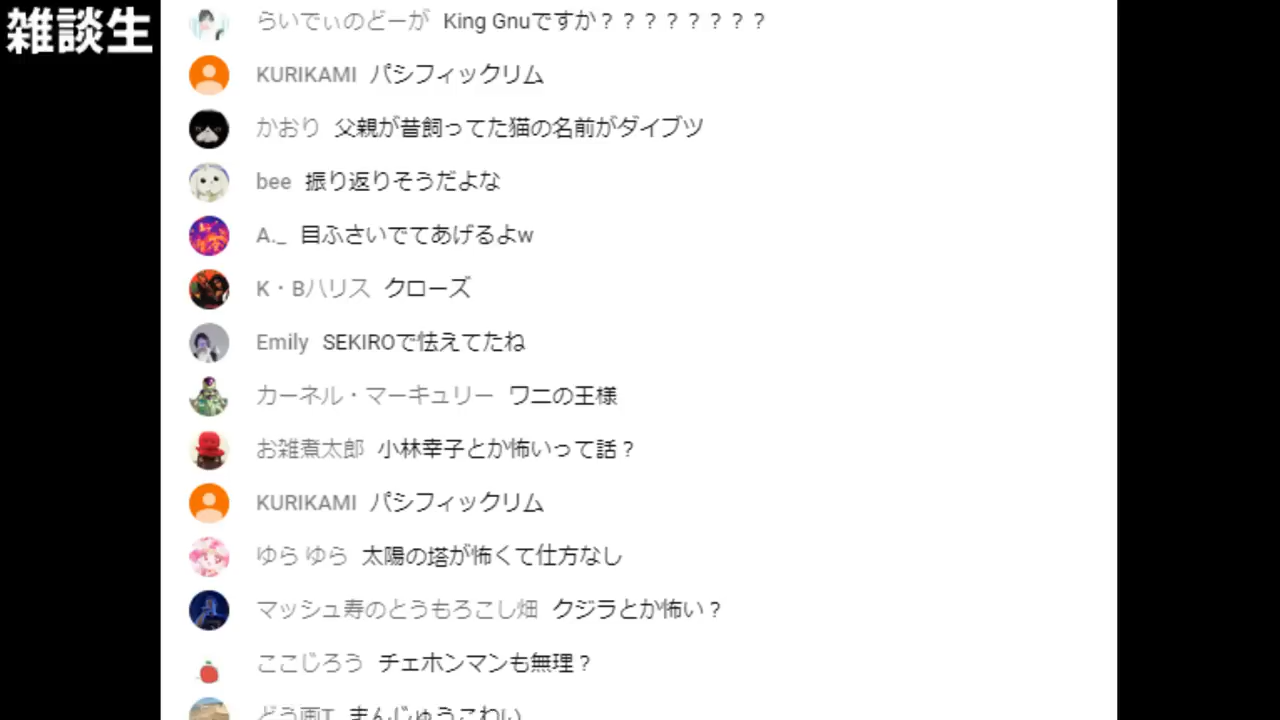 雑談生
らいでぃのどーが King Gnuですか？？？？？？？？
KURIKAMI パシフィックリム
かおり 父親が昔飼ってた猫の名前がダイブツ
bee 振り返りそうだよな
A._ 目ふさいでてあげるよw
K・Bハリス クローズ
Emily SEKIROで怯えてたね
カーネル・マーキュリー ワニの王様
お雑煮太郎 小林幸子とか怖いって話？
KURIKAMI パシフィックリム
ゆら ゆら 太陽の塔が怖くて仕方なし
マッシュ寿のとうもろこし畑 クジラとか怖い？
ここじろう チェホンマンも無理？
どう画T まんじゅうこわい